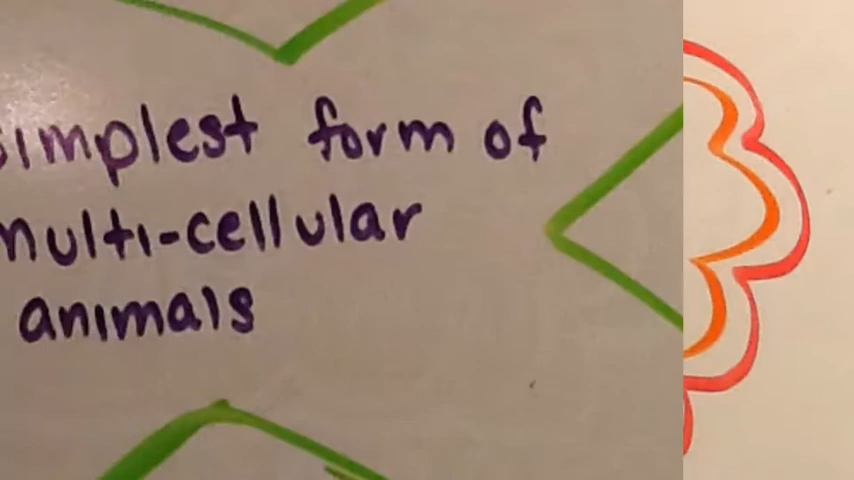 simplest form of
multi-cellular
animals